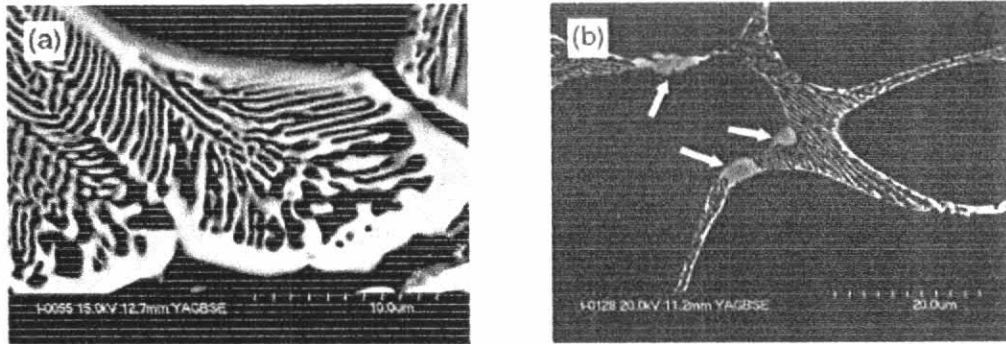 (a)
t-0055 15.0kV 12.7mm YAGBSE 10.0um
(b)
t-0128 20.0kV 11.2mm YAGBSE 20.0um